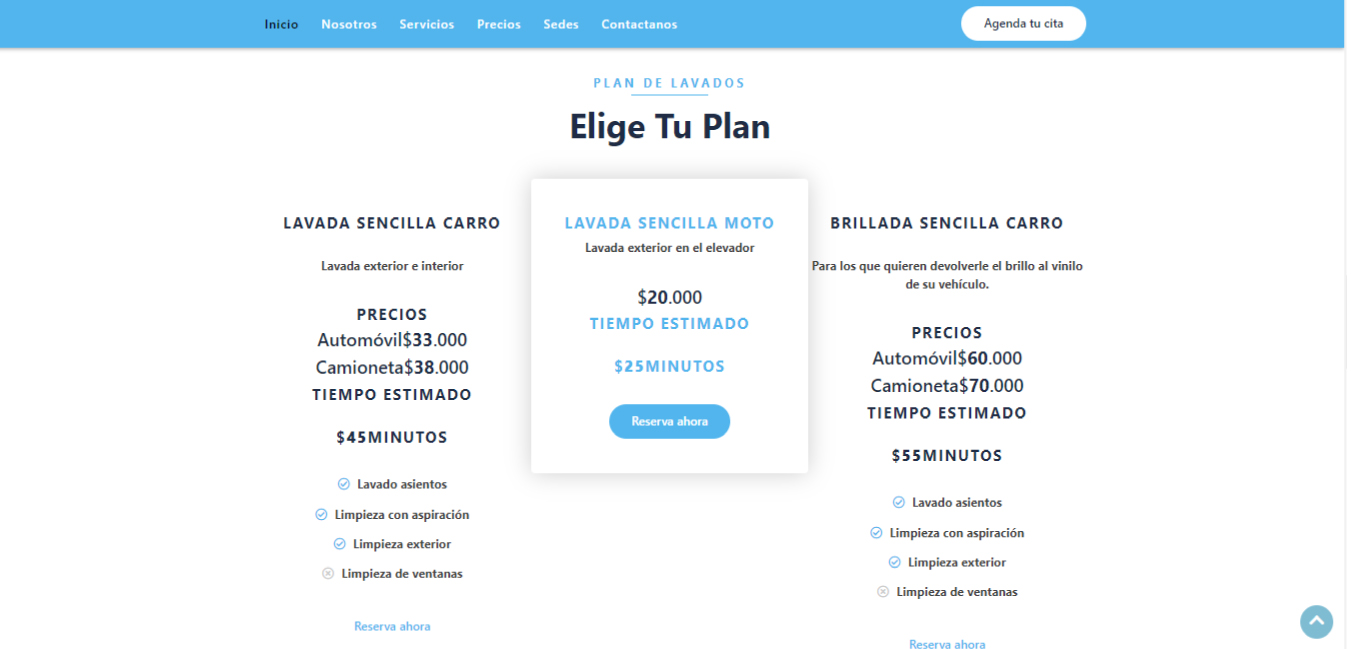 Inicio Nosotros Servicios Precios Sedes Contactanos Agenda tu cita
PLAN DE LAVADOS
Elige Tu Plan
LAVADA SENCILLA CARRO
Lavada exterior e interior
PRECIOS
Automóvil$33.000
Camioneta$38.000
TIEMPO ESTIMADO
$45MINUTOS
Lavado asientos
Limpieza con aspiración
Limpieza exterior
Limpieza de ventanas
Reserva ahora
LAVADA SENCILLA MOTO
Lavada exterior en el elevador
$20.000
TIEMPO ESTIMADO
$25MINUTOS
Reserva ahora
BRILLADA SENCILLA CARRO
Para los que quieren devolverle el brillo al vinilo
de su vehículo.
PRECIOS
Automóvil$60.000
Camioneta$70.000
TIEMPO ESTIMADO
$55MINUTOS
Lavado asientos
Limpieza con aspiración
Limpieza exterior
Limpieza de ventanas
Reserva ahora